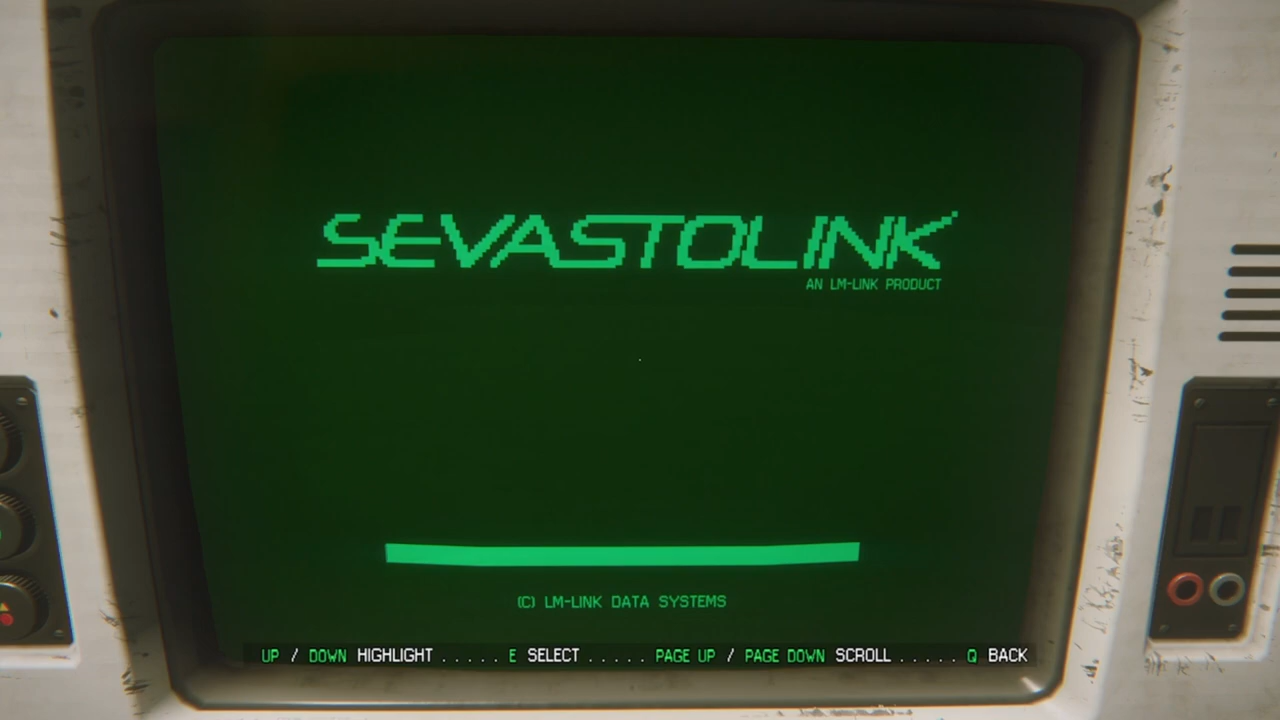 SEVASTOLINK
AN LM-LINK PRODUCT
(C) LM-LINK DATA SYSTEMS
UP / DOWN HIGHLIGHT ..... E SELECT ..... PAGE UP / PAGE DOWN SCROLL ..... Q BACK